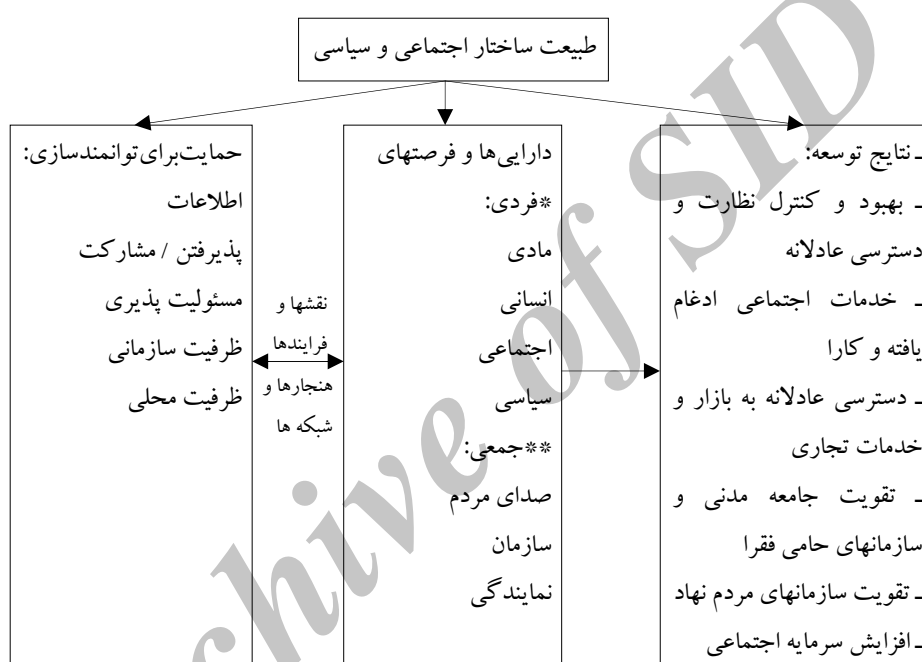 طبیعت ساختار اجتماعی و سیاسی
ـ نتایج توسعه:
ـ بهبود و کنترل نظارت و
دسترسی عادلانه
ـ خدمات اجتماعی ادغام
یافته و کارا
ـ دسترسی عادلانه به بازار و
خدمات تجاری
ـ تقویت جامعه مدنی و
سازمانهای حامی فقرا
ـ تقویت سازمانهای مردم نهاد
ـ افزایش سرمایه اجتماعی
دارایی‌ها و فرصتهای
*فردی:
مادی
انسانی
اجتماعی
سیاسی
**جمعی:
صدای مردم
سازمان
نمایندگی
نقشها و
فرایندها
هنجارها و
شبکه ها
حمایت‌برای‌توانمندسازی:
اطلاعات
پذیرفتن / مشارکت
مسئولیت پذیری
ظرفیت سازمانی
ظرفیت محلی
chive of SID